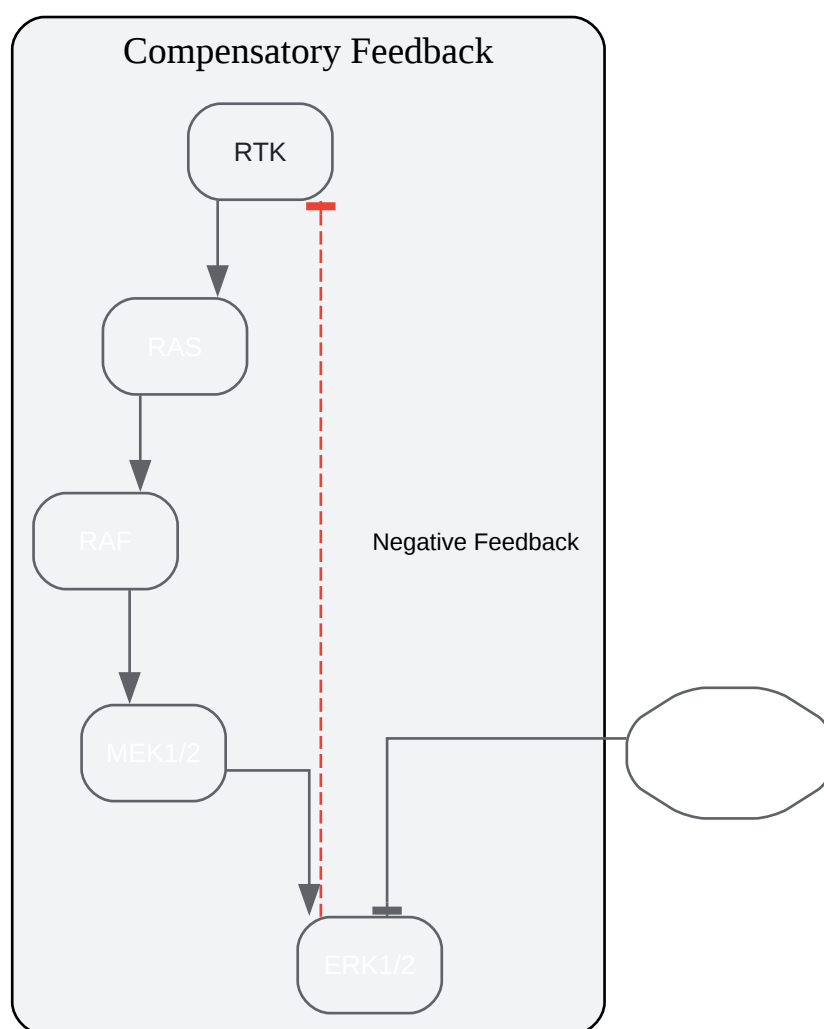 Compensatory Feedback
RTK
RAS
RAF
Negative Feedback
MEK1/2
ERK1/2